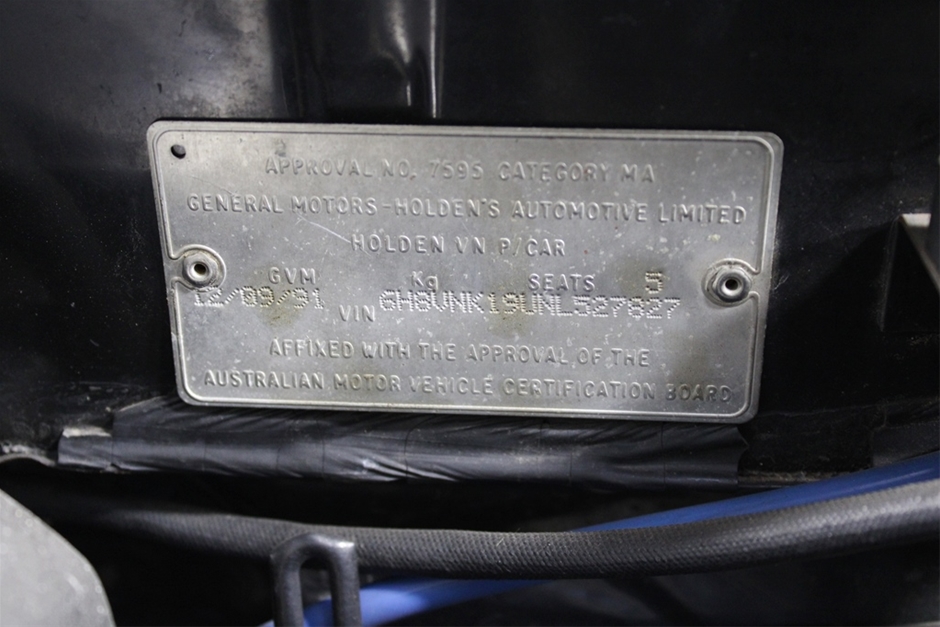 APPROVAL NO. 7595 CATEGORY MA
GENERAL MOTORS-HOLDEN'S AUTOMOTIVE LIMITED
HOLDEN VN P/CAR
GVM Kg SEATS 5
12/09/91 VIN 6H8VNK19UNL527827
AFFIXED WITH THE APPROVAL OF THE
AUSTRALIAN MOTOR VEHICLE CERTIFICATION BOARD